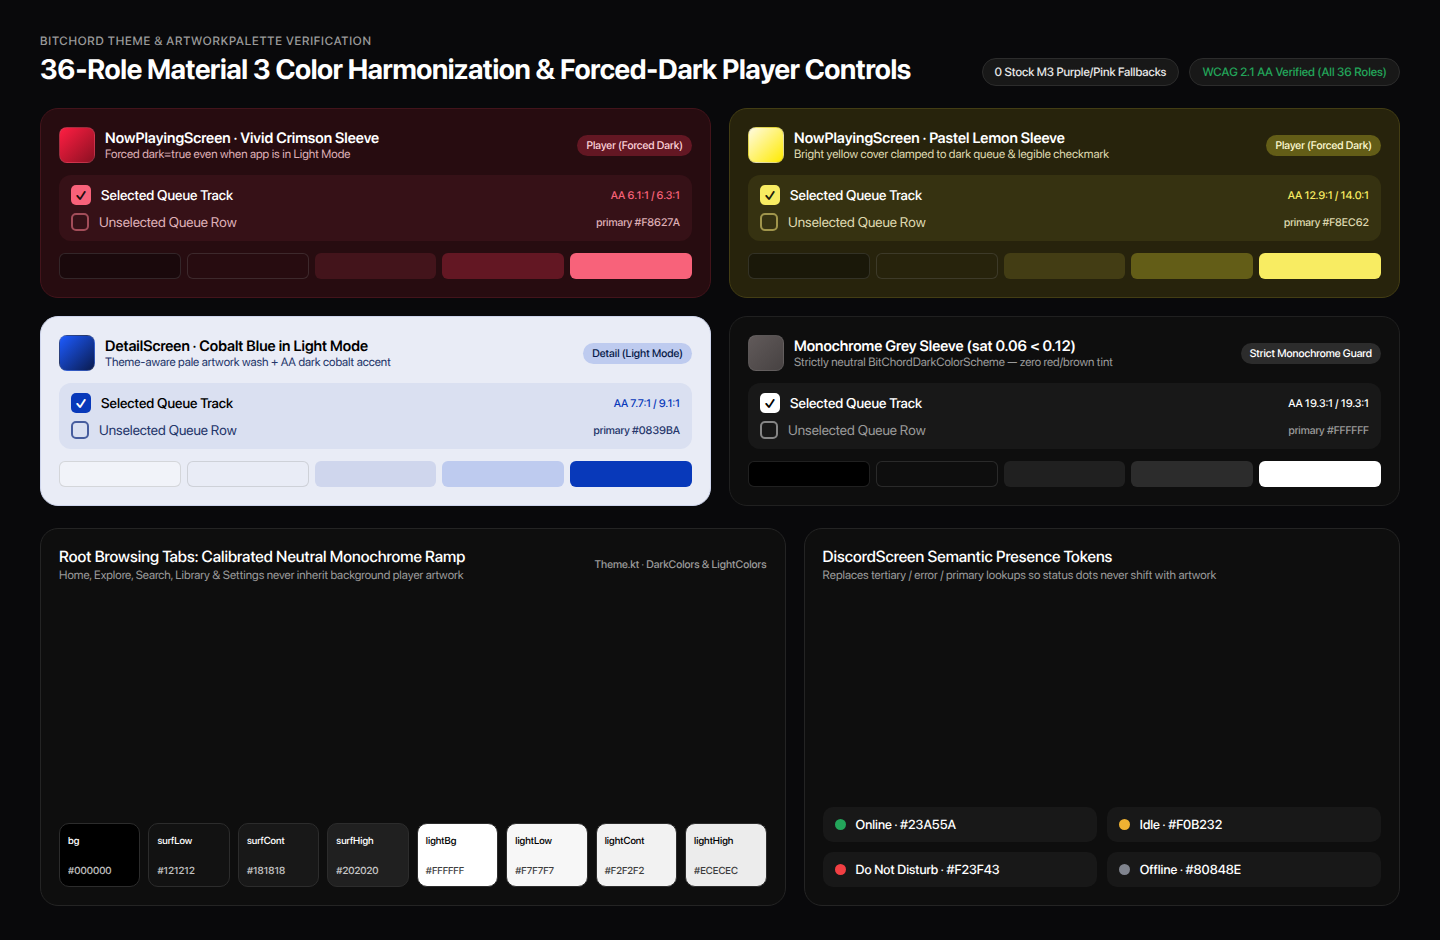 BITCHORD THEME & ARTWORKPALETTE VERIFICATION
36-Role Material 3 Color Harmonization & Forced-Dark Player Controls
0 Stock M3 Purple/Pink Fallbacks
WCAG 2.1 AA Verified (All 36 Roles)
NowPlayingScreen · Vivid Crimson Sleeve
Forced dark=true even when app is in Light Mode
Player (Forced Dark)
Selected Queue Track
AA 6.1:1 / 6.3:1
Unselected Queue Row
primary #F8627A
NowPlayingScreen · Pastel Lemon Sleeve
Bright yellow cover clamped to dark queue & legible checkmark
Player (Forced Dark)
Selected Queue Track
AA 12.9:1 / 14.0:1
Unselected Queue Row
primary #F8EC62
DetailScreen · Cobalt Blue in Light Mode
Theme-aware pale artwork wash + AA dark cobalt accent
Detail (Light Mode)
Selected Queue Track
AA 7.7:1 / 9.1:1
Unselected Queue Row
primary #0839BA
Monochrome Grey Sleeve (sat 0.06 < 0.12)
Strictly neutral BitChordDarkColorScheme — zero red/brown tint
Strict Monochrome Guard
Selected Queue Track
AA 19.3:1 / 19.3:1
Unselected Queue Row
primary #FFFFFF
Root Browsing Tabs: Calibrated Neutral Monochrome Ramp
Home, Explore, Search, Library & Settings never inherit background player artwork
Theme.kt · DarkColors & LightColors
bg
#000000
surfLow
#121212
surfCont
#181818
surfHigh
#202020
lightBg
#FFFFFF
lightLow
#F7F7F7
lightCont
#F2F2F2
lightHigh
#ECECEC
DiscordScreen Semantic Presence Tokens
Replaces tertiary / error / primary lookups so status dots never shift with artwork
Online · #23A55A
Idle · #F0B232
Do Not Disturb · #F23F43
Offline · #80848E